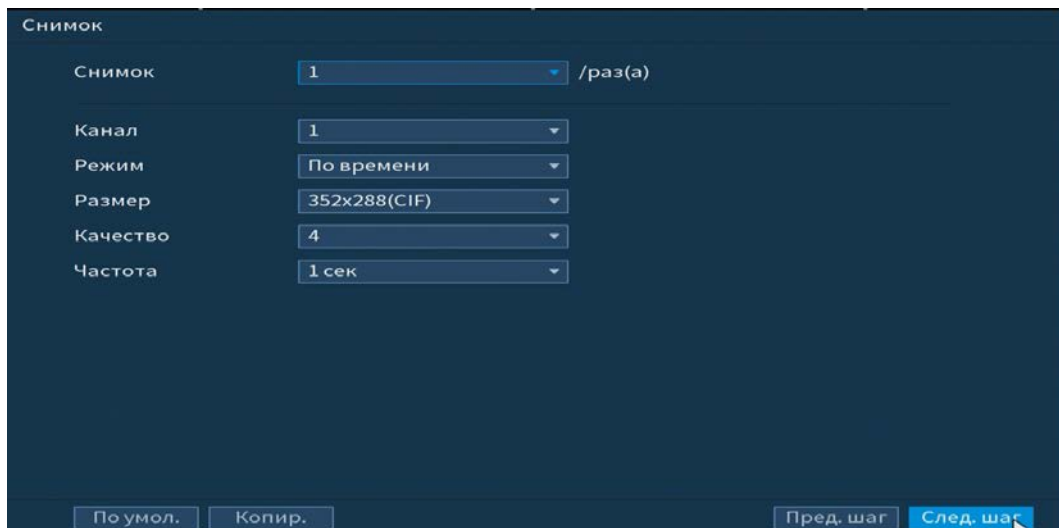 Снимок
Снимок 1 /раз(а)
Канал 1
Режим По времени
Размер 352x288(CIF)
Качество 4
Частота 1 сек
По умол. Копир. Пред. шаг След. шаг